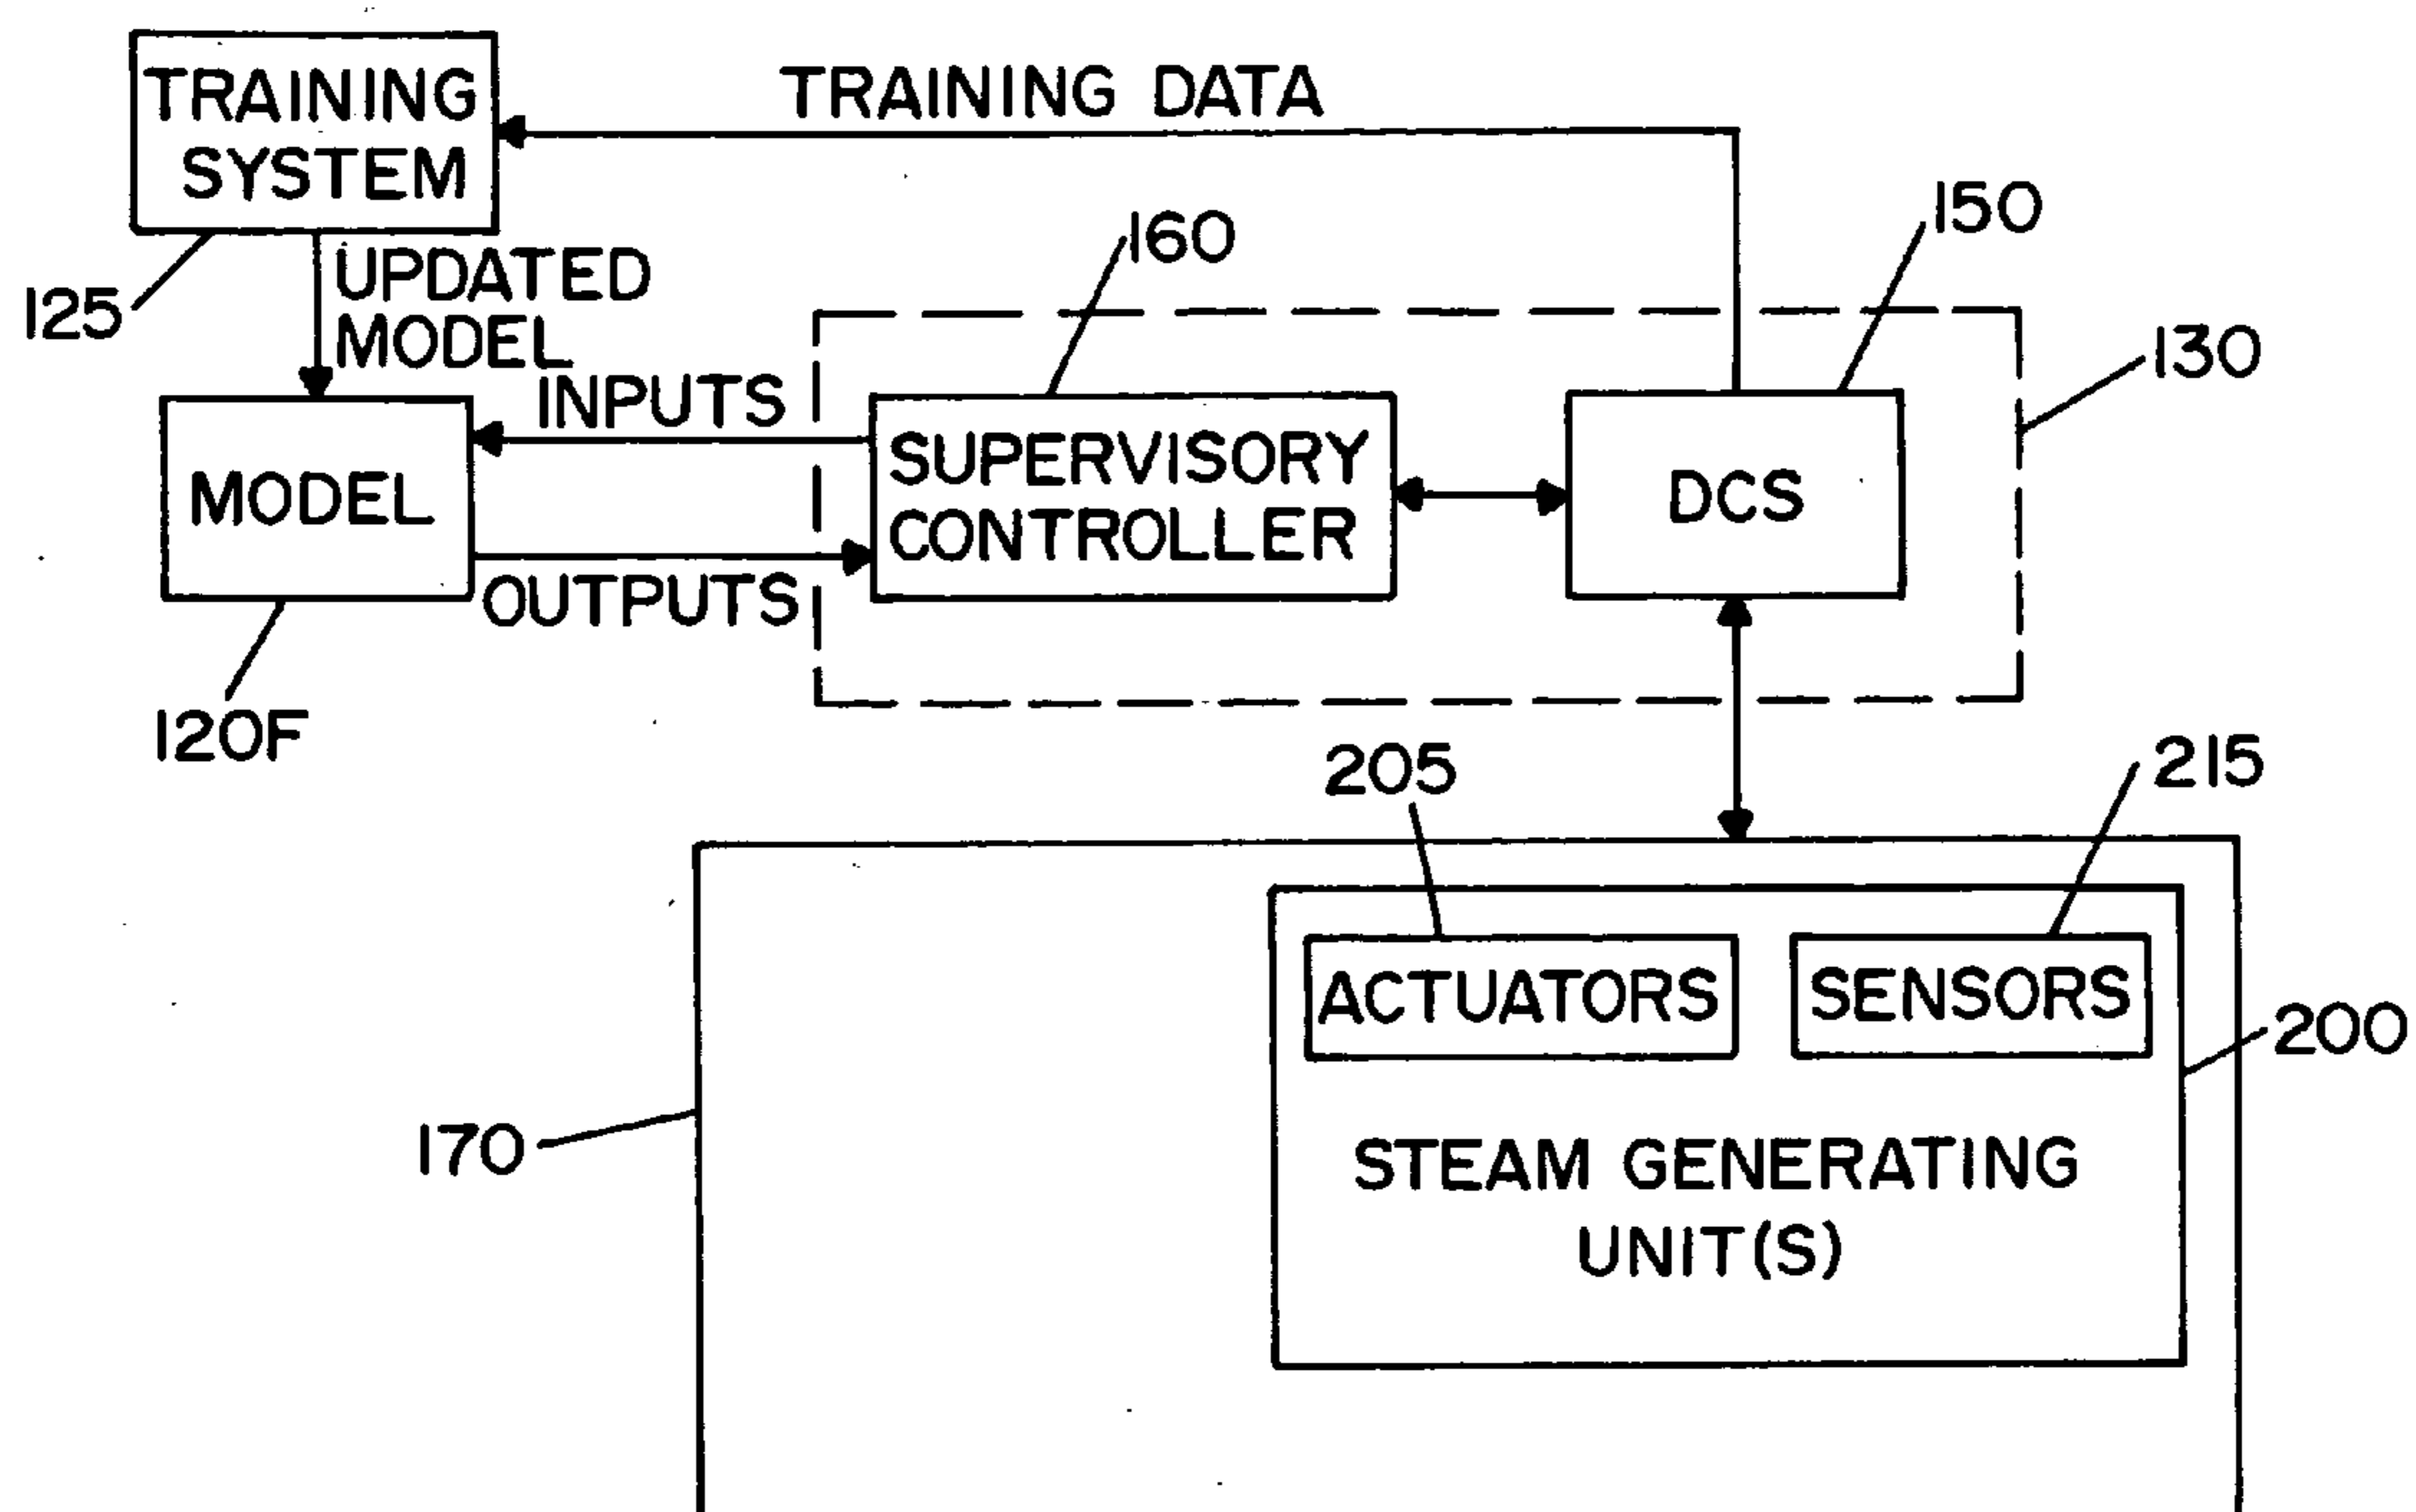 TRAINING
SYSTEM
TRAINING DATA
125
UPDATED
MODEL
160
150
130
INPUTS
MODEL
OUTPUTS
SUPERVISORY
CONTROLLER
DCS
120F
205
215
ACTUATORS
SENSORS
200
170
STEAM GENERATING
UNIT(S)